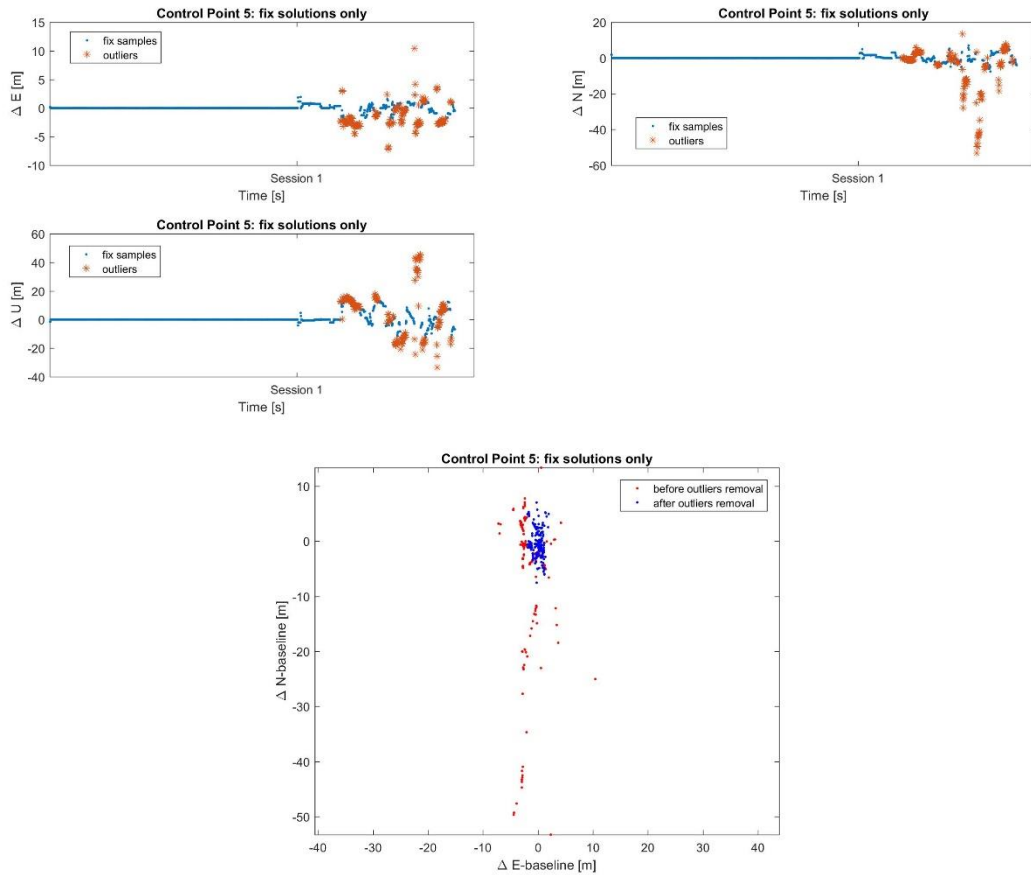 Control Point 5: fix solutions only
15
10
5
0
-5
-10
Δ E [m]
fix samples
outliers
Session 1
Time [s]
Control Point 5: fix solutions only
20
0
-20
-40
-60
Δ N [m]
fix samples
outliers
Session 1
Time [s]
Control Point 5: fix solutions only
60
40
20
0
-20
-40
Δ U [m]
fix samples
outliers
Session 1
Time [s]
Control Point 5: fix solutions only
10
0
-10
-20
-30
-40
-50
Δ N-baseline [m]
before outliers removal
after outliers removal
-40 -30 -20 -10 0 10 20 30 40
Δ E-baseline [m]